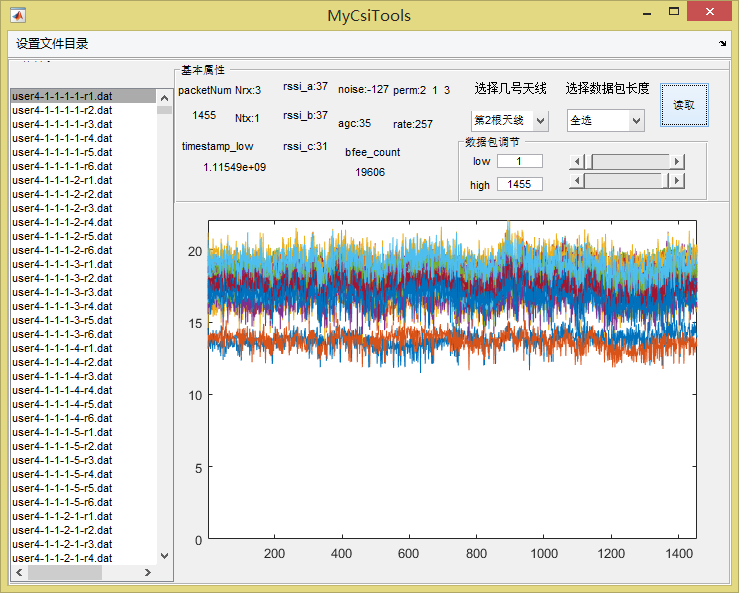 MyCsiTools
设置文件目录
基本属性
packetNum Nrx:3 rssi_a:37 noise:-127 perm:2 1 3 选择几号天线 选择数据包长度 读取
1455 Ntx:1 rssi_b:37 agc:35 rate:257 第2根天线 全选
timestamp_low rssi_c:31 bfee_count
1.11549e+09 19606
数据包调节
low 1
high 1455
user4-1-1-1-1-r1.dat
user4-1-1-1-1-r2.dat
user4-1-1-1-1-r3.dat
user4-1-1-1-1-r4.dat
user4-1-1-1-1-r5.dat
user4-1-1-1-1-r6.dat
user4-1-1-1-2-r1.dat
user4-1-1-1-2-r2.dat
user4-1-1-1-2-r3.dat
user4-1-1-1-2-r4.dat
user4-1-1-1-2-r5.dat
user4-1-1-1-2-r6.dat
user4-1-1-1-3-r1.dat
user4-1-1-1-3-r2.dat
user4-1-1-1-3-r3.dat
user4-1-1-1-3-r4.dat
user4-1-1-1-3-r5.dat
user4-1-1-1-3-r6.dat
user4-1-1-1-4-r1.dat
user4-1-1-1-4-r2.dat
user4-1-1-1-4-r3.dat
user4-1-1-1-4-r4.dat
user4-1-1-1-4-r5.dat
user4-1-1-1-4-r6.dat
user4-1-1-1-5-r1.dat
user4-1-1-1-5-r2.dat
user4-1-1-1-5-r3.dat
user4-1-1-1-5-r4.dat
user4-1-1-1-5-r5.dat
user4-1-1-1-5-r6.dat
user4-1-1-2-1-r1.dat
user4-1-1-2-1-r2.dat
user4-1-1-2-1-r3.dat
user4-1-1-2-1-r4.dat
20
15
10
5
0
200 400 600 800 1000 1200 1400